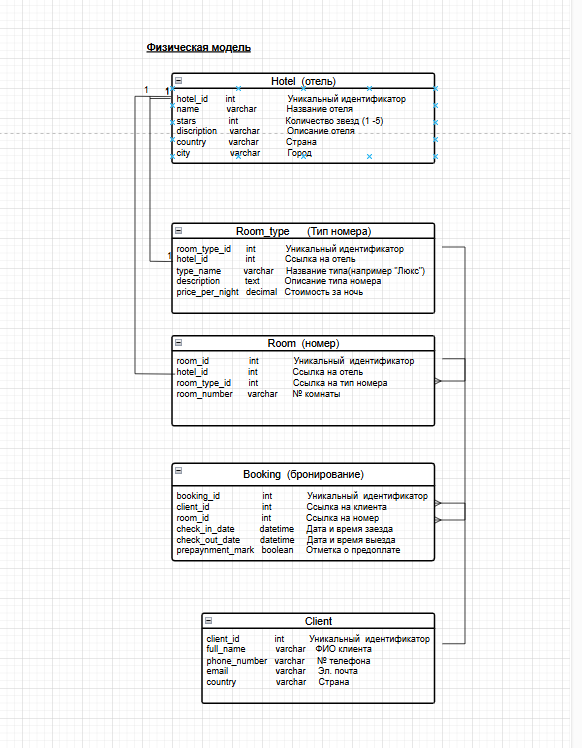 Физическая модель
1 1 Hotel (отель)
hotel_id int Уникальный идентификатор
name varchar Название отеля
stars int Количество звезд (1 -5)
discription varchar Описание отеля
country varchar Страна
city varchar Город
Room_type (Тип номера)
room_type_id int Уникальный идентификатор
1 hotel_id int Ссылка на отель
type_name varchar Название типа(например "Люкс")
description text Описание типа номера
price_per_night decimal Стоимость за ночь
Room (номер)
room_id int Уникальный идентификатор
hotel_id int Ссылка на отель
room_type_id int Ссылка на тип номера
room_number varchar № комнаты
Booking (бронирование)
booking_id int Уникальный идентификатор
client_id int Ссылка на клиента
room_id int Ссылка на номер
check_in_date datetime Дата и время заезда
check_out_date datetime Дата и время выезда
prepaynment_mark boolean Отметка о предоплате
Client
client_id int Уникальный идентификатор
full_name varchar ФИО клиента
phone_number varchar № телефона
email varchar Эл. почта
country varchar Страна